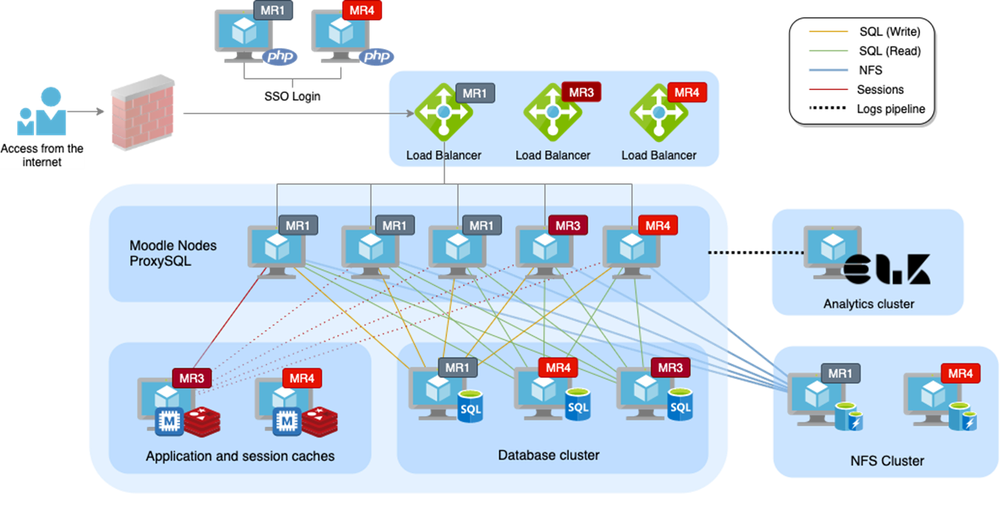 MR1
MR4
php
php
SSO Login
Access from the
internet
MR1
MR3
MR4
Load Balancer
Load Balancer
Load Balancer
SQL (Write)
SQL (Read)
NFS
Sessions
Logs pipeline
Moodle Nodes
ProxySQL
MR1
MR1
MR1
MR3
MR4
ELK
Analytics cluster
MR3
MR4
M
M
Application and session caches
MR1
MR4
MR3
SQL
SQL
SQL
Database cluster
MR1
MR4
NFS Cluster